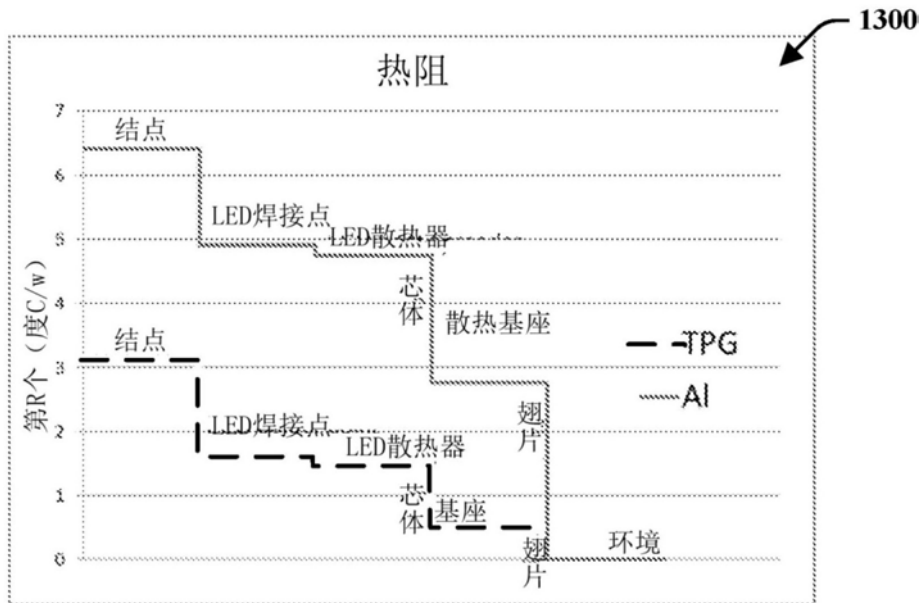 1300
热阻
7
结点
6
LED焊接点
5
LED散热器
芯体
4
散热基座
第R个（度C/w）
结点
TPG
3
Al
翅片
LED焊接点
2
LED散热器
芯体
1
基座
翅片
环境
0